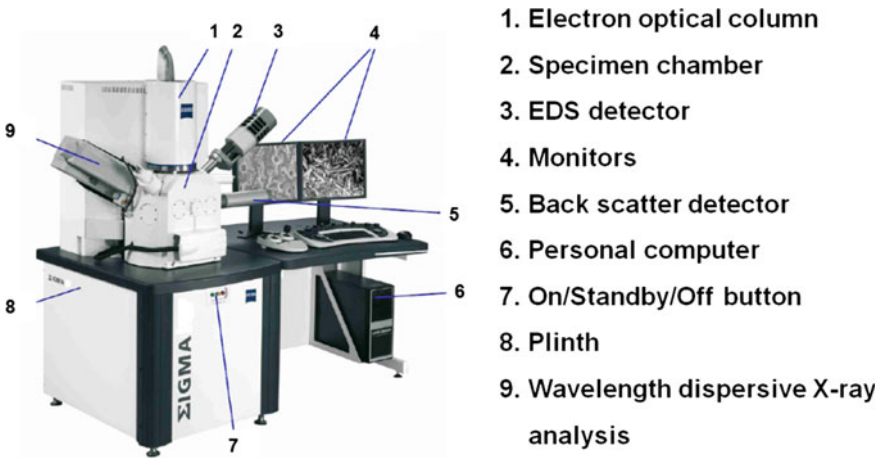 1 2 3 4
9
5
6
8
7
ΣIGMA
ΣIGMA
1. Electron optical column
2. Specimen chamber
3. EDS detector
4. Monitors
5. Back scatter detector
6. Personal computer
7. On/Standby/Off button
8. Plinth
9. Wavelength dispersive X-ray
analysis